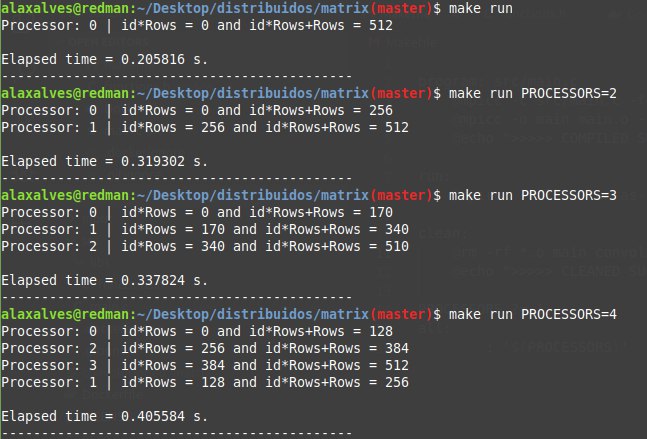 alaxalves@redman:~/Desktop/distribuidos/matrix(master)$ make run
Processor: 0 | id*Rows = 0 and id*Rows+Rows = 512
Elapsed time = 0.205816 s.
-------------------------------------------
alaxalves@redman:~/Desktop/distribuidos/matrix(master)$ make run PROCESSORS=2
Processor: 0 | id*Rows = 0 and id*Rows+Rows = 256
Processor: 1 | id*Rows = 256 and id*Rows+Rows = 512
Elapsed time = 0.319302 s.
-------------------------------------------
alaxalves@redman:~/Desktop/distribuidos/matrix(master)$ make run PROCESSORS=3
Processor: 0 | id*Rows = 0 and id*Rows+Rows = 170
Processor: 1 | id*Rows = 170 and id*Rows+Rows = 340
Processor: 2 | id*Rows = 340 and id*Rows+Rows = 510
Elapsed time = 0.337824 s.
-------------------------------------------
alaxalves@redman:~/Desktop/distribuidos/matrix(master)$ make run PROCESSORS=4
Processor: 0 | id*Rows = 0 and id*Rows+Rows = 128
Processor: 2 | id*Rows = 256 and id*Rows+Rows = 384
Processor: 3 | id*Rows = 384 and id*Rows+Rows = 512
Processor: 1 | id*Rows = 128 and id*Rows+Rows = 256
Elapsed time = 0.405584 s.
-------------------------------------------